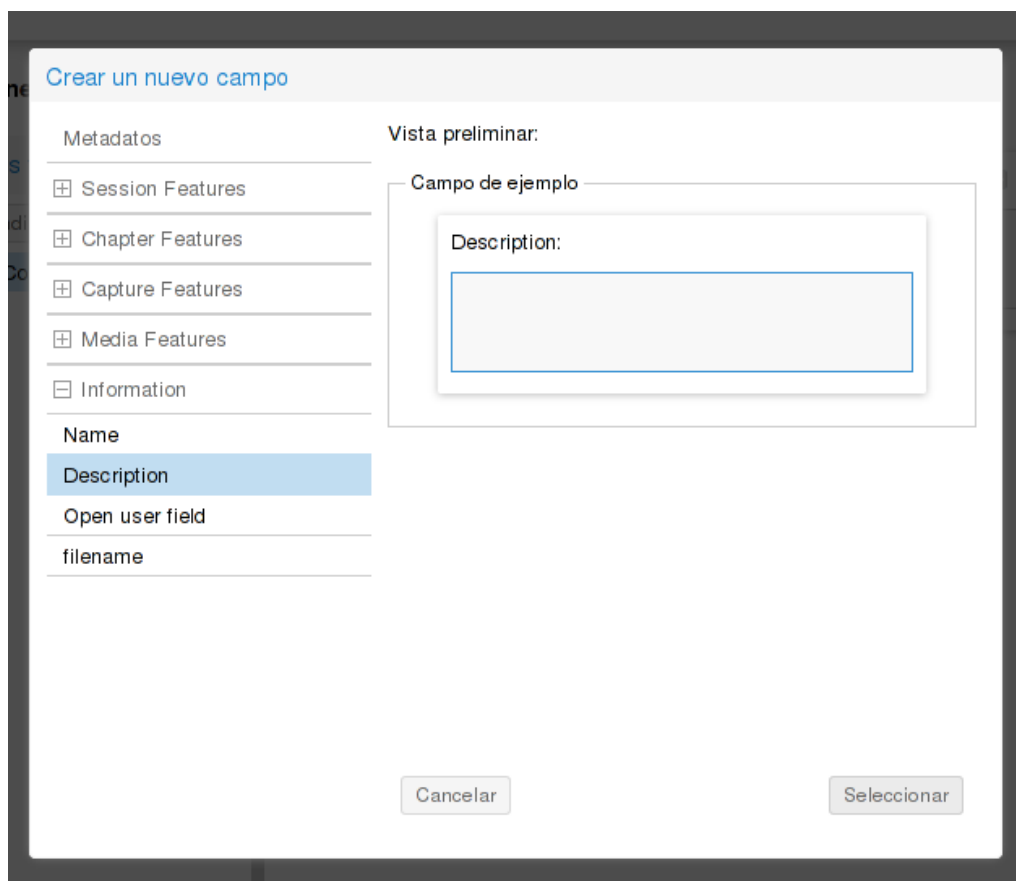 Crear un nuevo campo
Metadatos
Session Features
Chapter Features
Capture Features
Media Features
Information
Name
Description
Open user field
filename
Vista preliminar:
Campo de ejemplo
Description:
Cancelar
Seleccionar